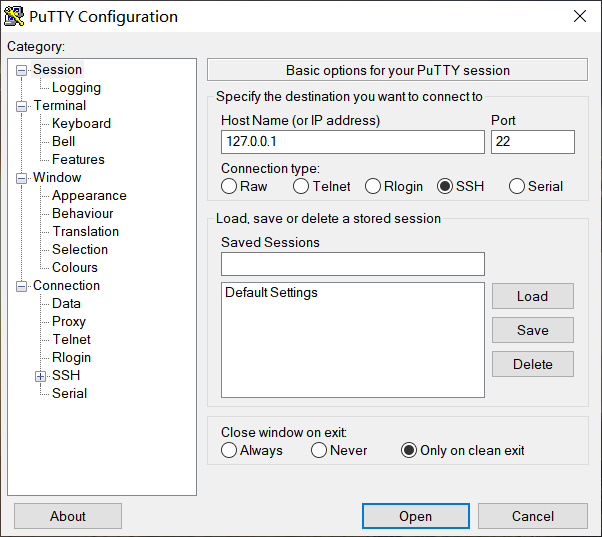 PuTTY Configuration
Category:
Session
Logging
Terminal
Keyboard
Bell
Features
Window
Appearance
Behaviour
Translation
Selection
Colours
Connection
Data
Proxy
Telnet
Rlogin
SSH
Serial
Basic options for your PuTTY session
Specify the destination you want to connect to
Host Name (or IP address) Port
127.0.0.1 22
Connection type:
Raw Telnet Rlogin SSH Serial
Load, save or delete a stored session
Saved Sessions
Default Settings
Load
Save
Delete
Close window on exit:
Always Never Only on clean exit
About Open Cancel